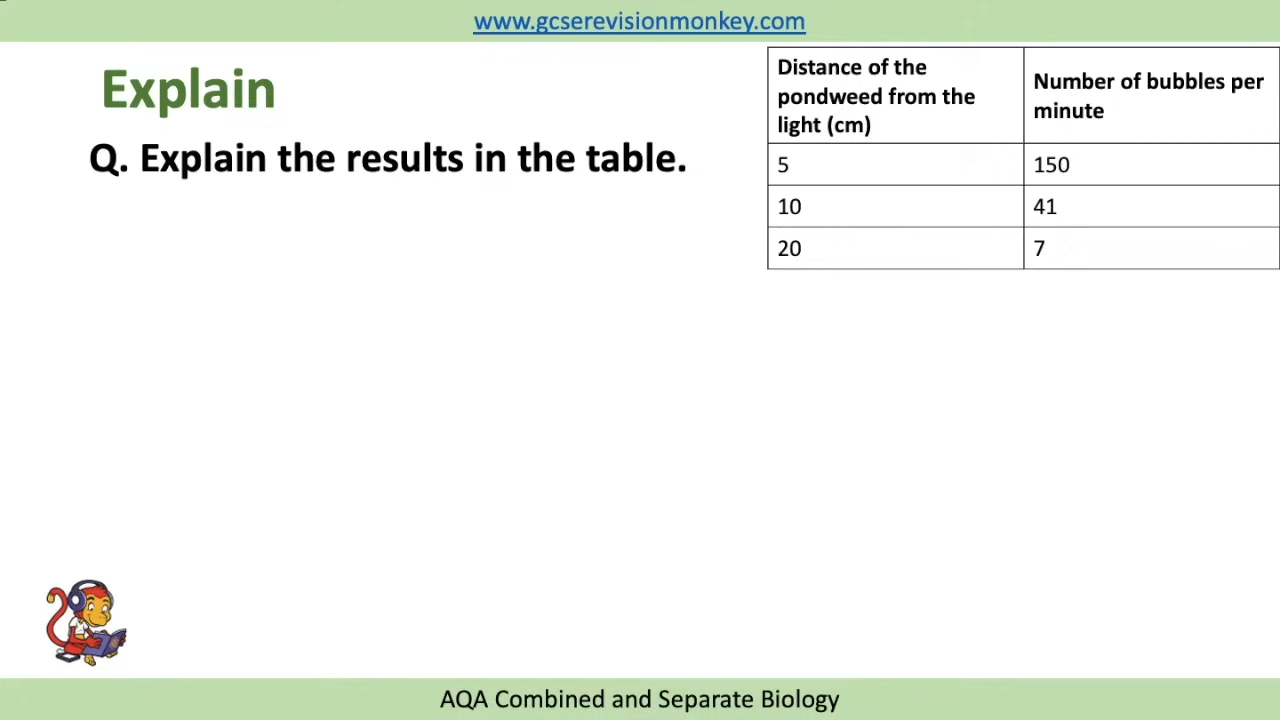 www.gcserevisionmonkey.com
Explain
Q. Explain the results in the table.
Distance of the
pondweed from the
light (cm)
Number of bubbles per
minute
5
150
10
41
20
7
AQA Combined and Separate Biology